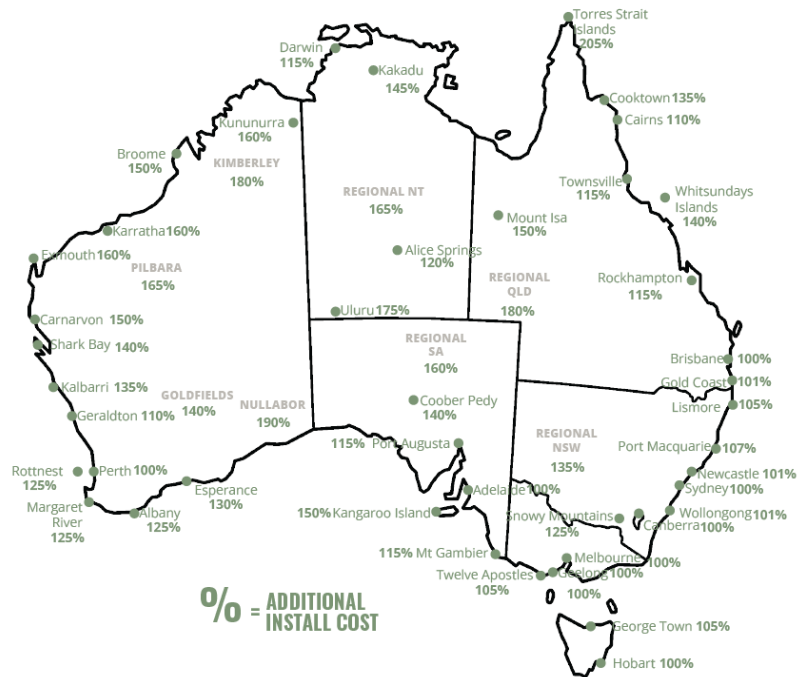 Torres Strait
Islands
205%
Darwin
115%
Kakadu
145%
Cooktown 135%
Cairns 110%
Kununurra
160%
Broome
150%
KIMBERLEY
180%
REGIONAL NT
165%
Townsville
115%
Whitsundays
Islands
140%
Mount Isa
150%
Karratha 160%
Exmouth 160%
PILBARA
165%
Alice Springs
120%
REGIONAL
QLD
180%
Rockhampton
115%
Uluru 175%
Carnarvon 150%
Shark Bay 140%
REGIONAL
SA
160%
Brisbane 100%
Gold Coast 101%
Kalbarri 135%
GOLDFIELDS
140%
NULLABOR
190%
Coober Pedy
140%
Lismore 105%
Geraldton 110%
115% Port Augusta
REGIONAL
NSW
135%
Port Macquarie 107%
Rottnest
125%
Perth 100%
Newcastle 101%
Esperance
130%
Adelaide 100%
Sydney 100%
Margaret
River
125%
Albany
125%
150% Kangaroo Island
Snowy Mountains
125%
Wollongong 101%
Canberra 100%
115% Mt Gambier
Melbourne 100%
Twelve Apostles
105%
Geelong 100%
100%
% = ADDITIONAL
INSTALL COST
George Town 105%
Hobart 100%